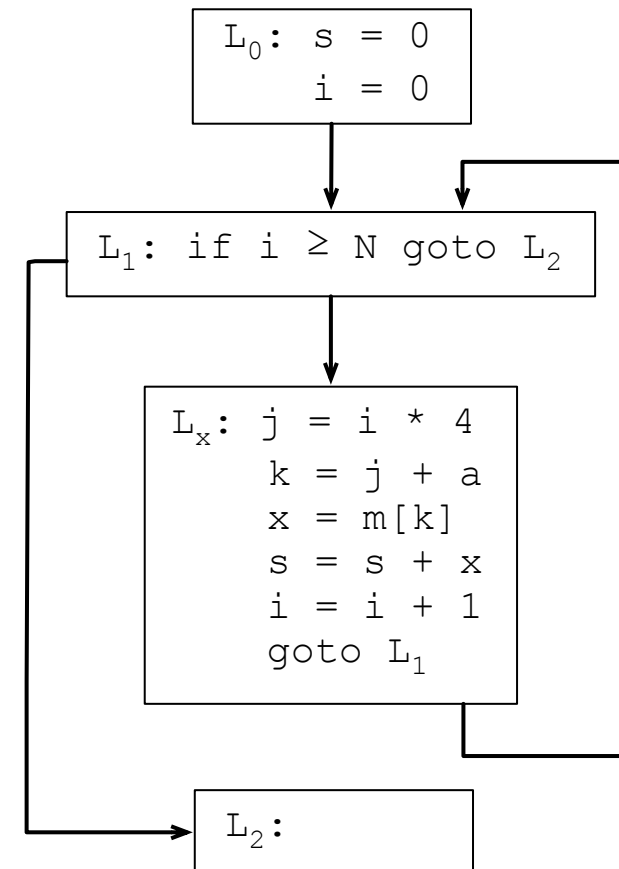 L₀: s = 0
i = 0
L₁: if i ≥ N goto L₂
Lₓ: j = i * 4
k = j + a
x = m[k]
s = s + x
i = i + 1
goto L₁
L₂: